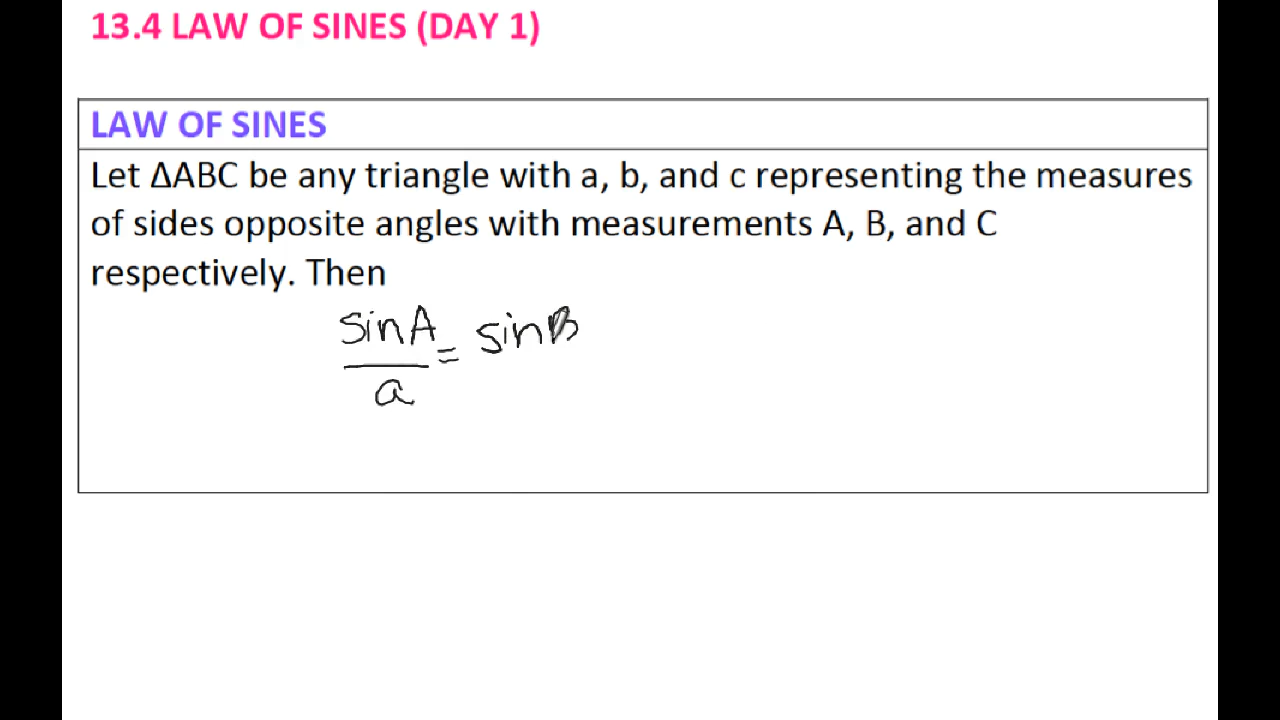 13.4 LAW OF SINES (DAY 1)
LAW OF SINES
Let ΔABC be any triangle with a, b, and c representing the measures
of sides opposite angles with measurements A, B, and C
respectively. Then
sinA = sinB
a